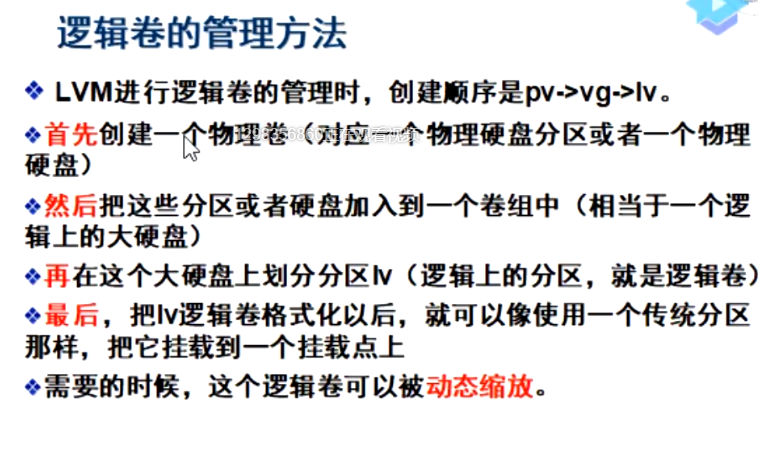 逻辑卷的管理方法
LVM进行逻辑卷的管理时，创建顺序是pv->vg->lv。
首先创建一个物理卷（对应一个物理硬盘分区或者一个物理
硬盘）
然后把这些分区或者硬盘加入到一个卷组中（相当于一个逻
辑上的大硬盘）
再在这个大硬盘上划分分区lv（逻辑上的分区，就是逻辑卷）
最后，把lv逻辑卷格式化以后，就可以像使用一个传统分区
那样，把它挂载到一个挂载点上
需要的时候，这个逻辑卷可以被动态缩放。